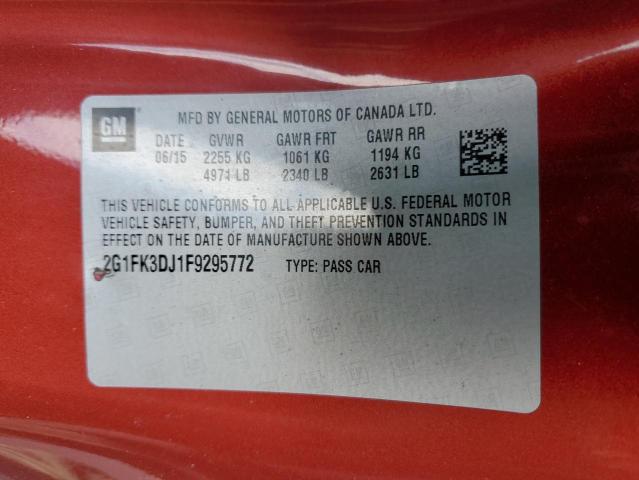 GM
MFD BY GENERAL MOTORS OF CANADA LTD.
DATE GVWR GAWR FRT GAWR RR
06/15 2255 KG 1061 KG 1194 KG
4971 LB 2340 LB 2631 LB
THIS VEHICLE CONFORMS TO ALL APPLICABLE U.S. FEDERAL MOTOR
VEHICLE SAFETY, BUMPER, AND THEFT PREVENTION STANDARDS IN
EFFECT ON THE DATE OF MANUFACTURE SHOWN ABOVE.
2G1FK3DJ1F9295772 TYPE: PASS CAR